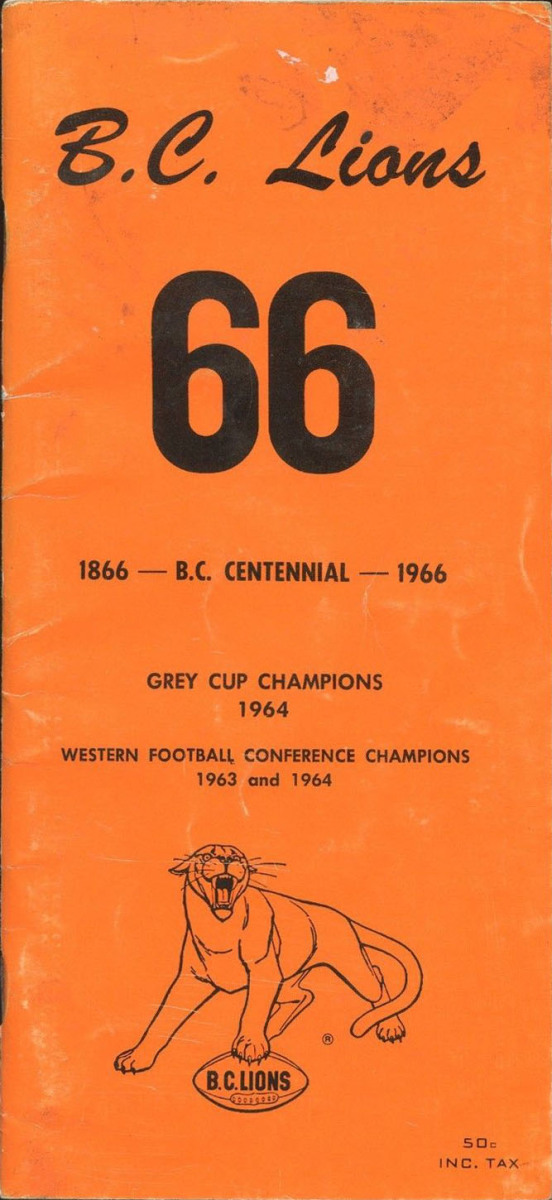 B.C. Lions
66
1866 — B.C. CENTENNIAL — 1966
GREY CUP CHAMPIONS
1964
WESTERN FOOTBALL CONFERENCE CHAMPIONS
1963 and 1964
®
B.C. LIONS
50c
INC. TAX